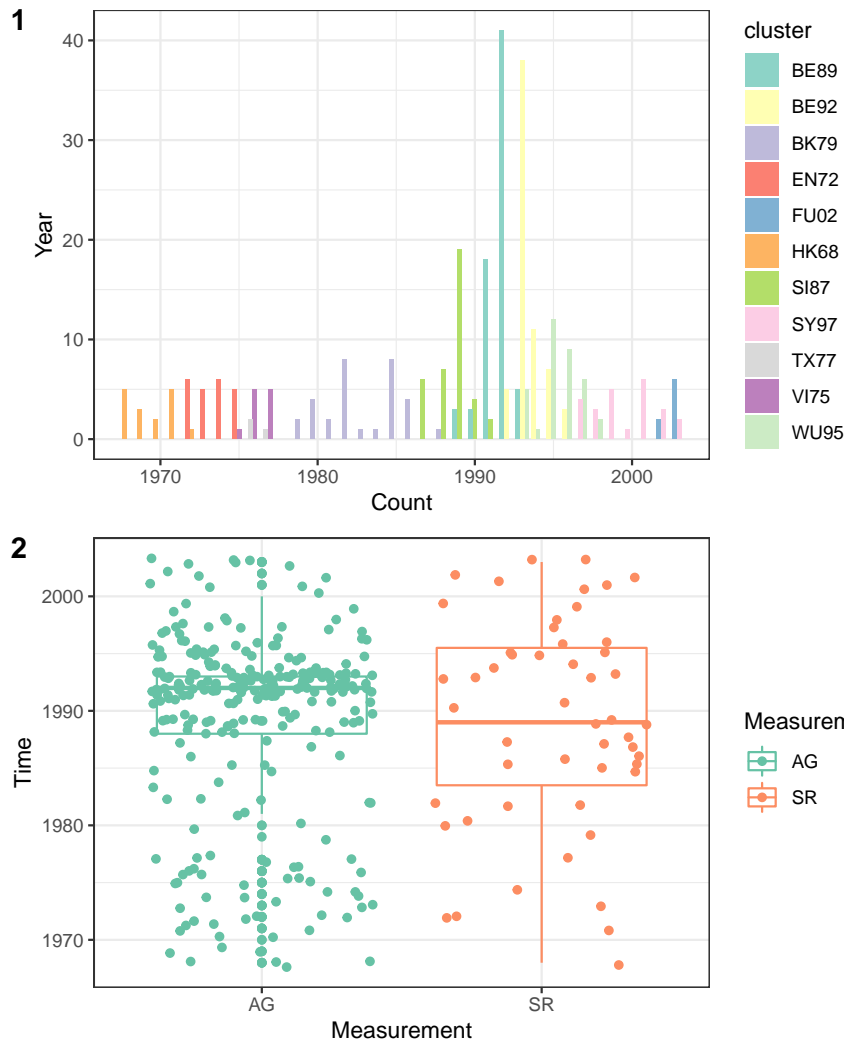 1
40
30
20
10
0
Year
1970 1980 1990 2000
Count
cluster
BE89
BE92
BK79
EN72
FU02
HK68
SI87
SY97
TX77
VI75
WU95
2
2000
1990
1980
1970
Time
AG SR
Measurement
Measurem
AG
SR